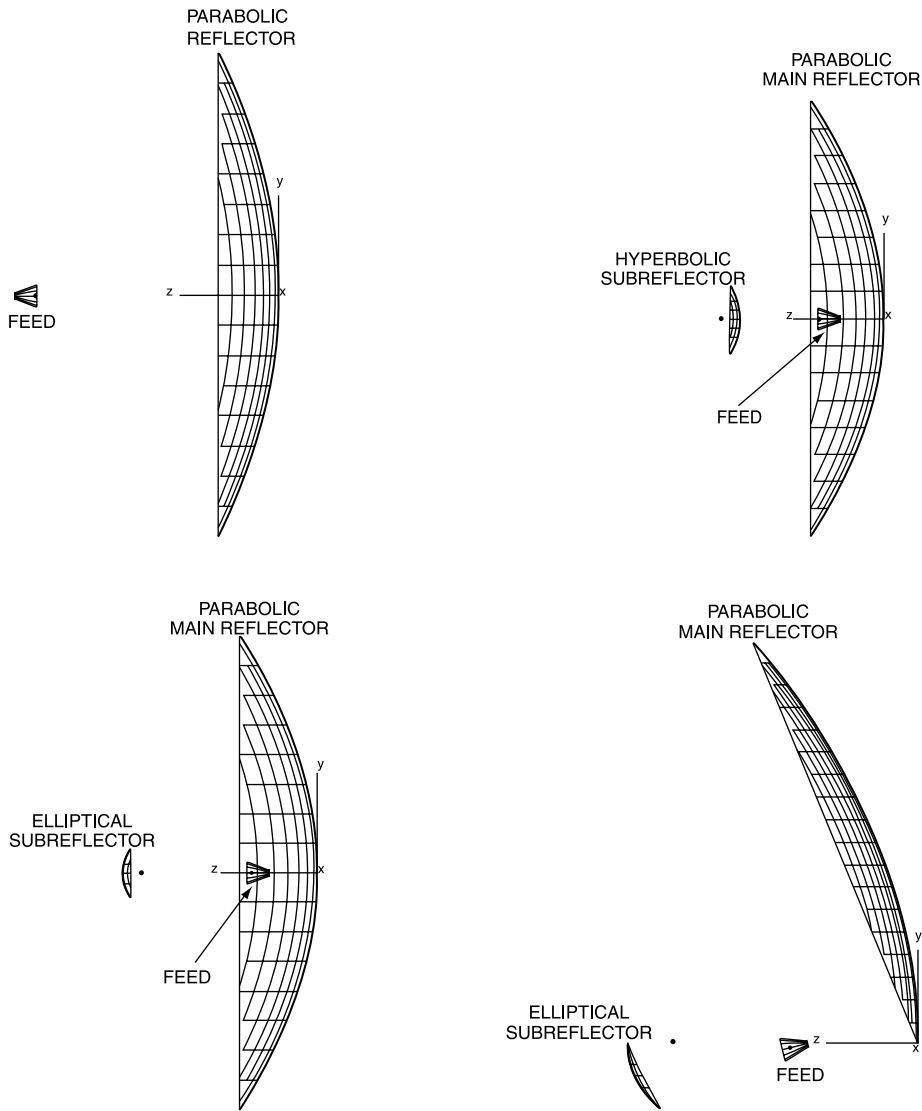 PARABOLIC
REFLECTOR
y
z
x
FEED
PARABOLIC
MAIN REFLECTOR
y
HYPERBOLIC
SUBREFLECTOR
z
x
FEED
PARABOLIC
MAIN REFLECTOR
y
ELLIPTICAL
SUBREFLECTOR
z
x
FEED
PARABOLIC
MAIN REFLECTOR
y
ELLIPTICAL
SUBREFLECTOR
z
x
FEED